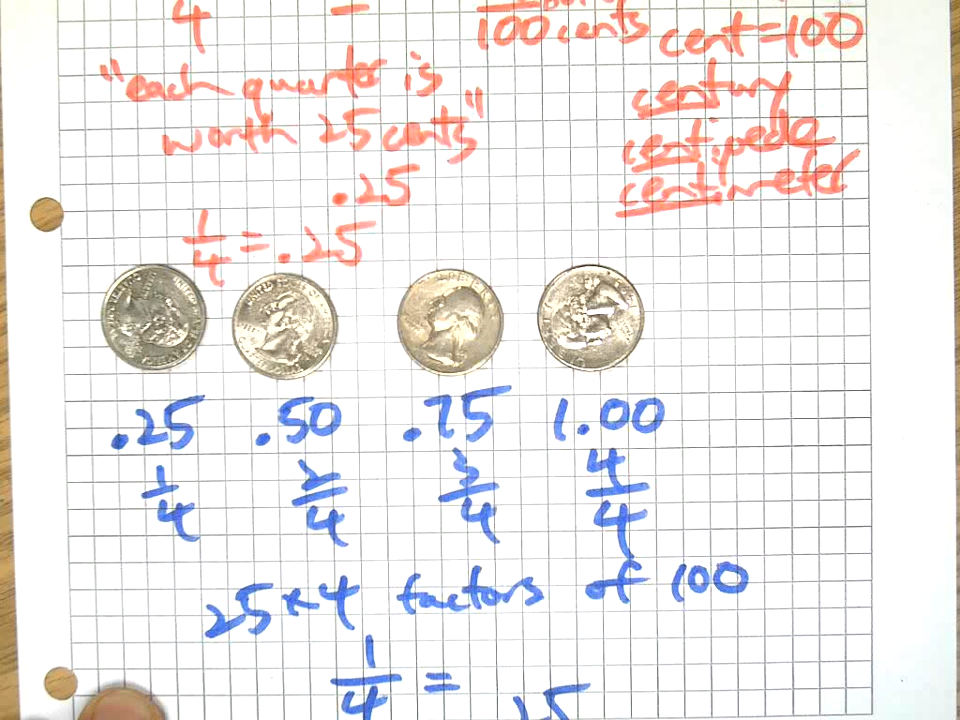 4
100 cents
cent=100
"each quarter is
worth 25 cents"
century
centipede
centimeter
.25
1/4 = .25
.25 .50 .75 1.00
1/4 2/4 3/4 4/4
25 * 4 factors of 100
1/4 =